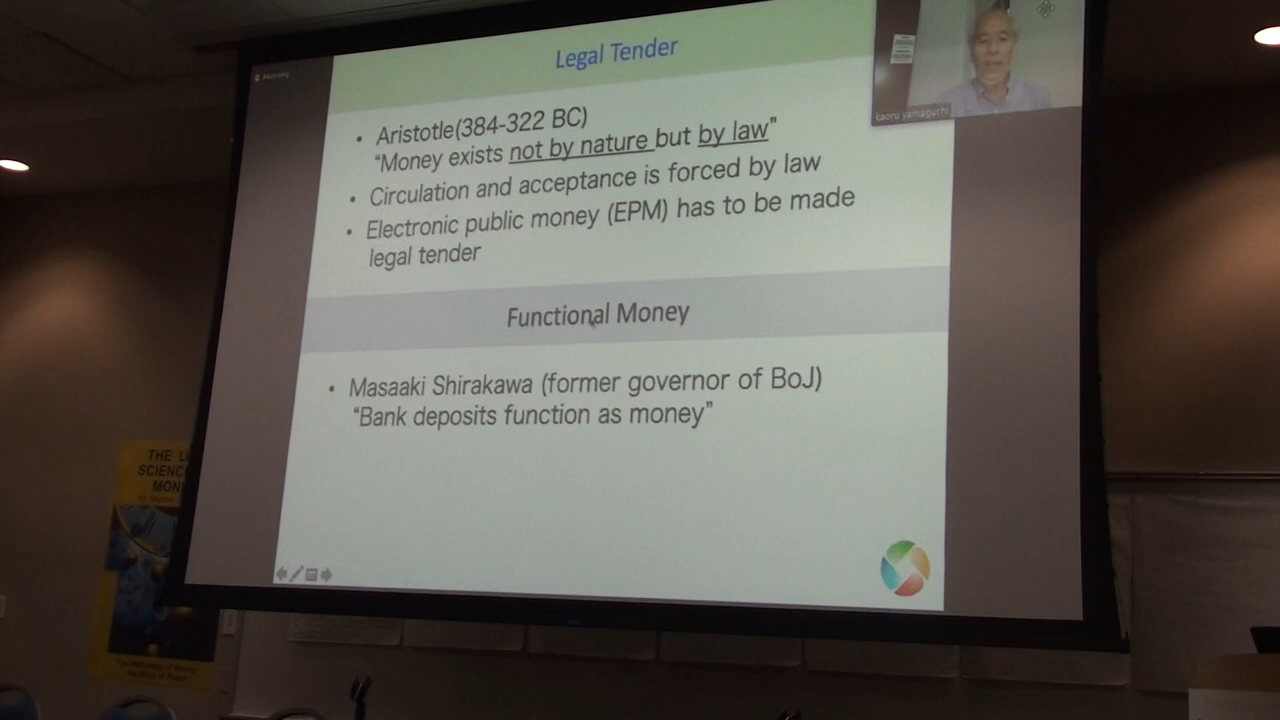 Legal Tender
kaoru yamaguchi
• Aristotle(384-322 BC)
“Money exists not by nature but by law”
• Circulation and acceptance is forced by law
• Electronic public money (EPM) has to be made
legal tender
Functional Money
• Masaaki Shirakawa (former governor of BoJ)
“Bank deposits function as money”
THE
SCIENC
MON